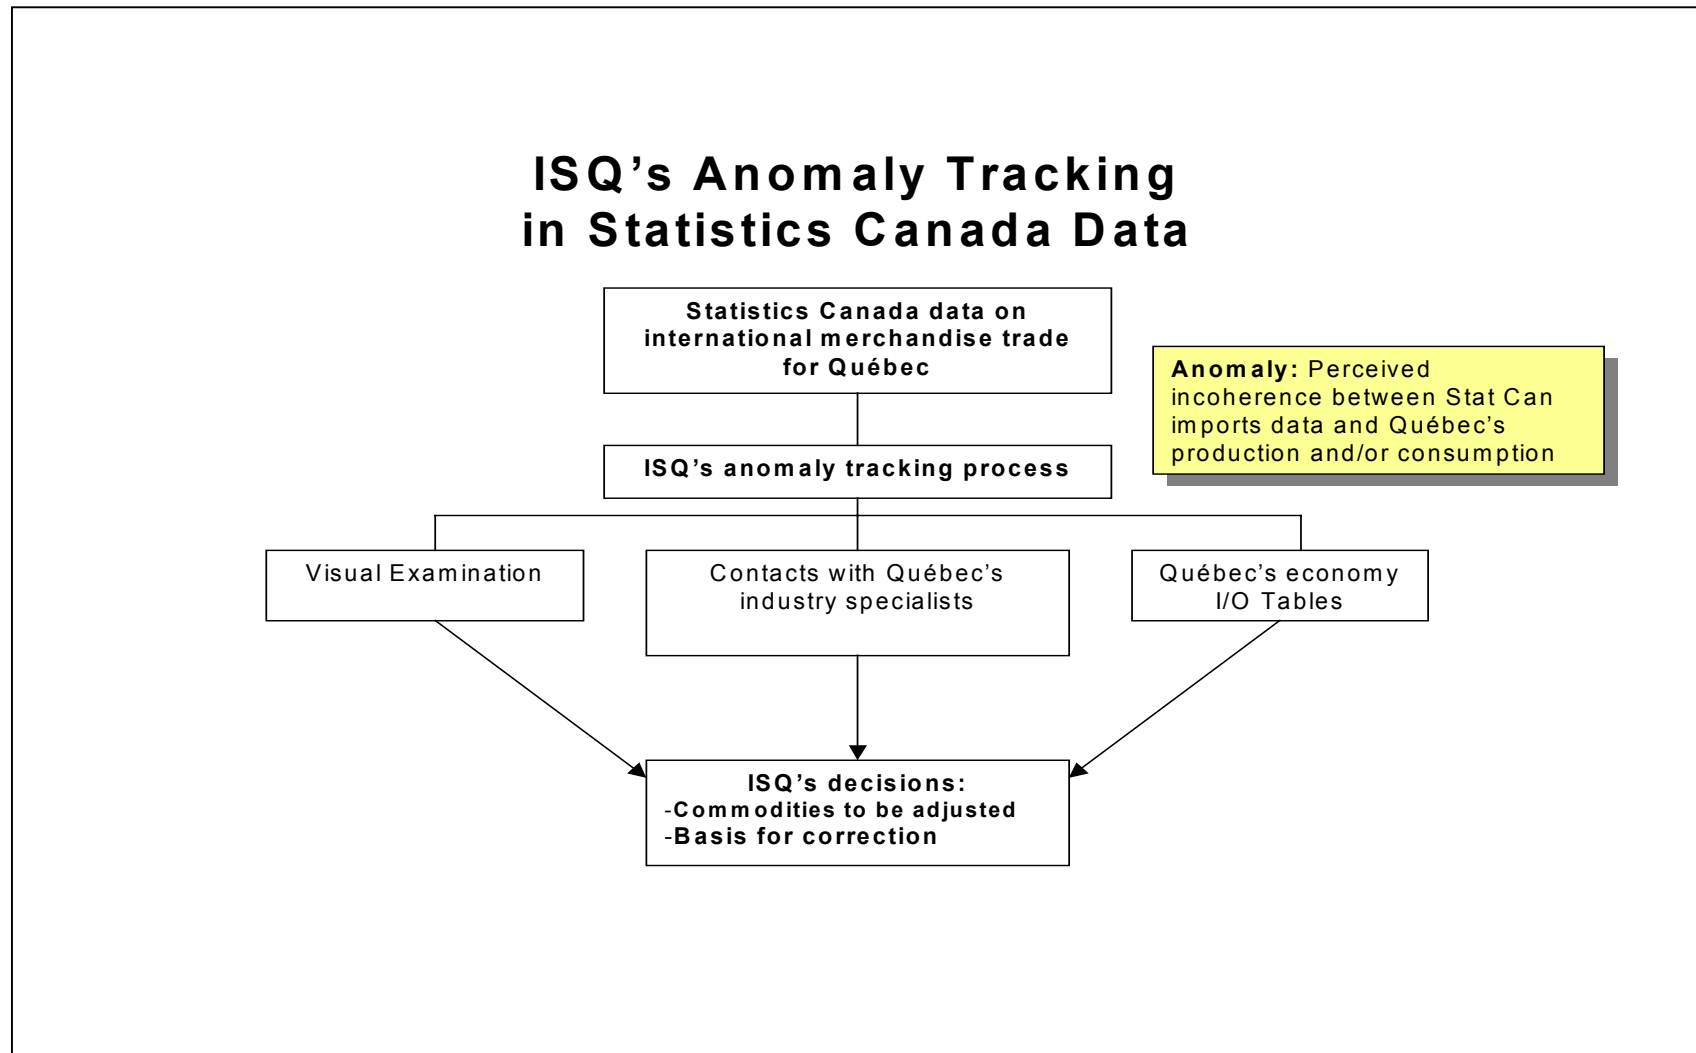 ISQ’s Anomaly Tracking
in Statistics Canada Data
Statistics Canada data on
international merchandise trade
for Québec
Anomaly: Perceived
incoherence between Stat Can
imports data and Québec’s
production and/or consumption
ISQ’s anomaly tracking process
Visual Examination
Contacts with Québec’s
industry specialists
Québec’s economy
I/O Tables
ISQ’s decisions:
-Commodities to be adjusted
-Basis for correction